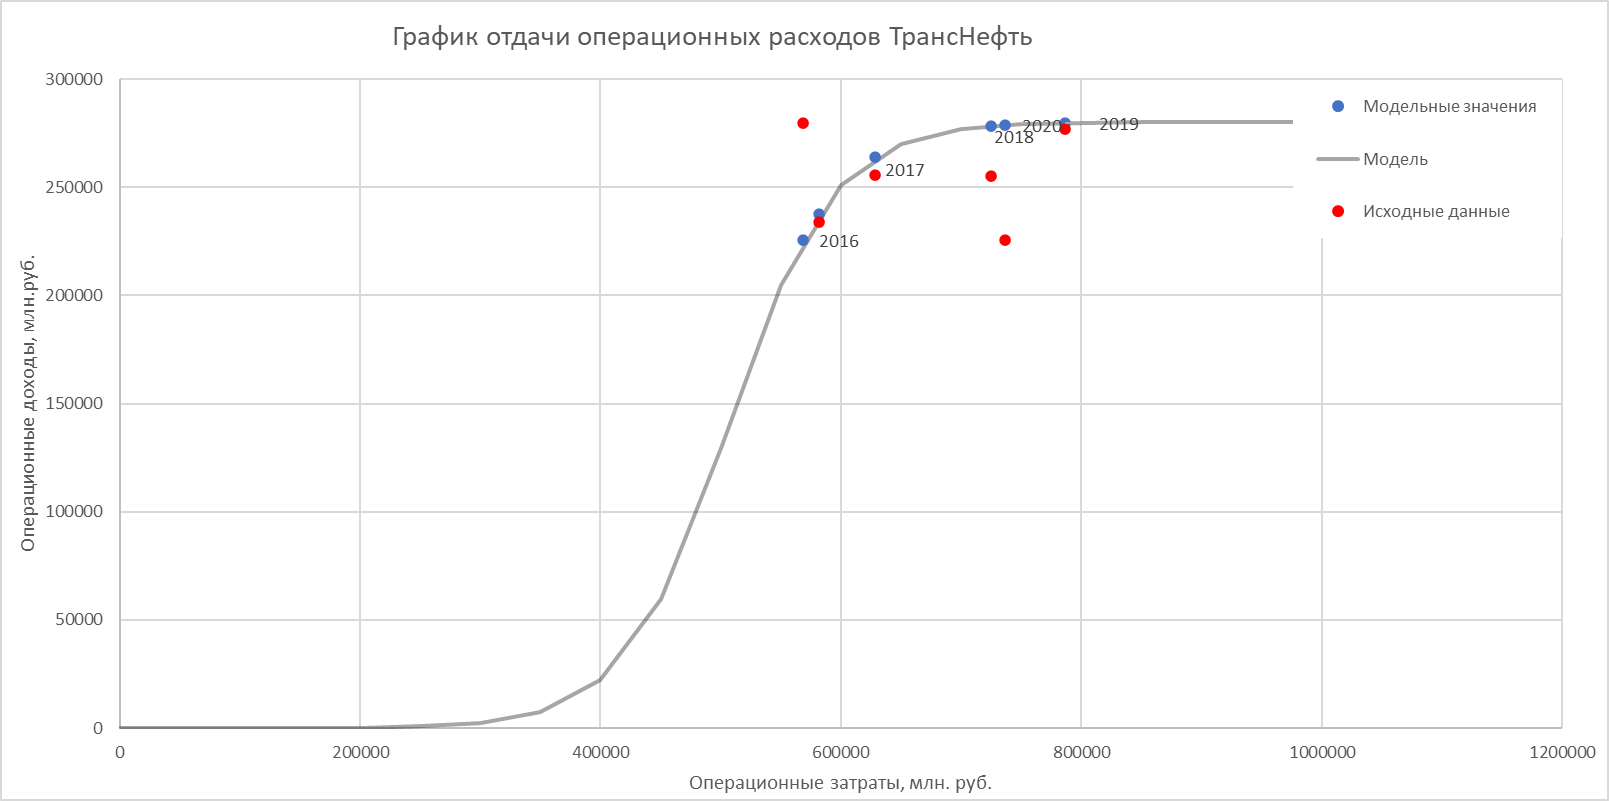 График отдачи операционных расходов ТрансНефть
300000
250000
200000
150000
100000
50000
0
Операционные доходы, млн.руб.
2016
2017
2018
2020
2019
Модельные значения
Модель
Исходные данные
0 200000 400000 600000 800000 1000000 1200000
Операционные затраты, млн. руб.